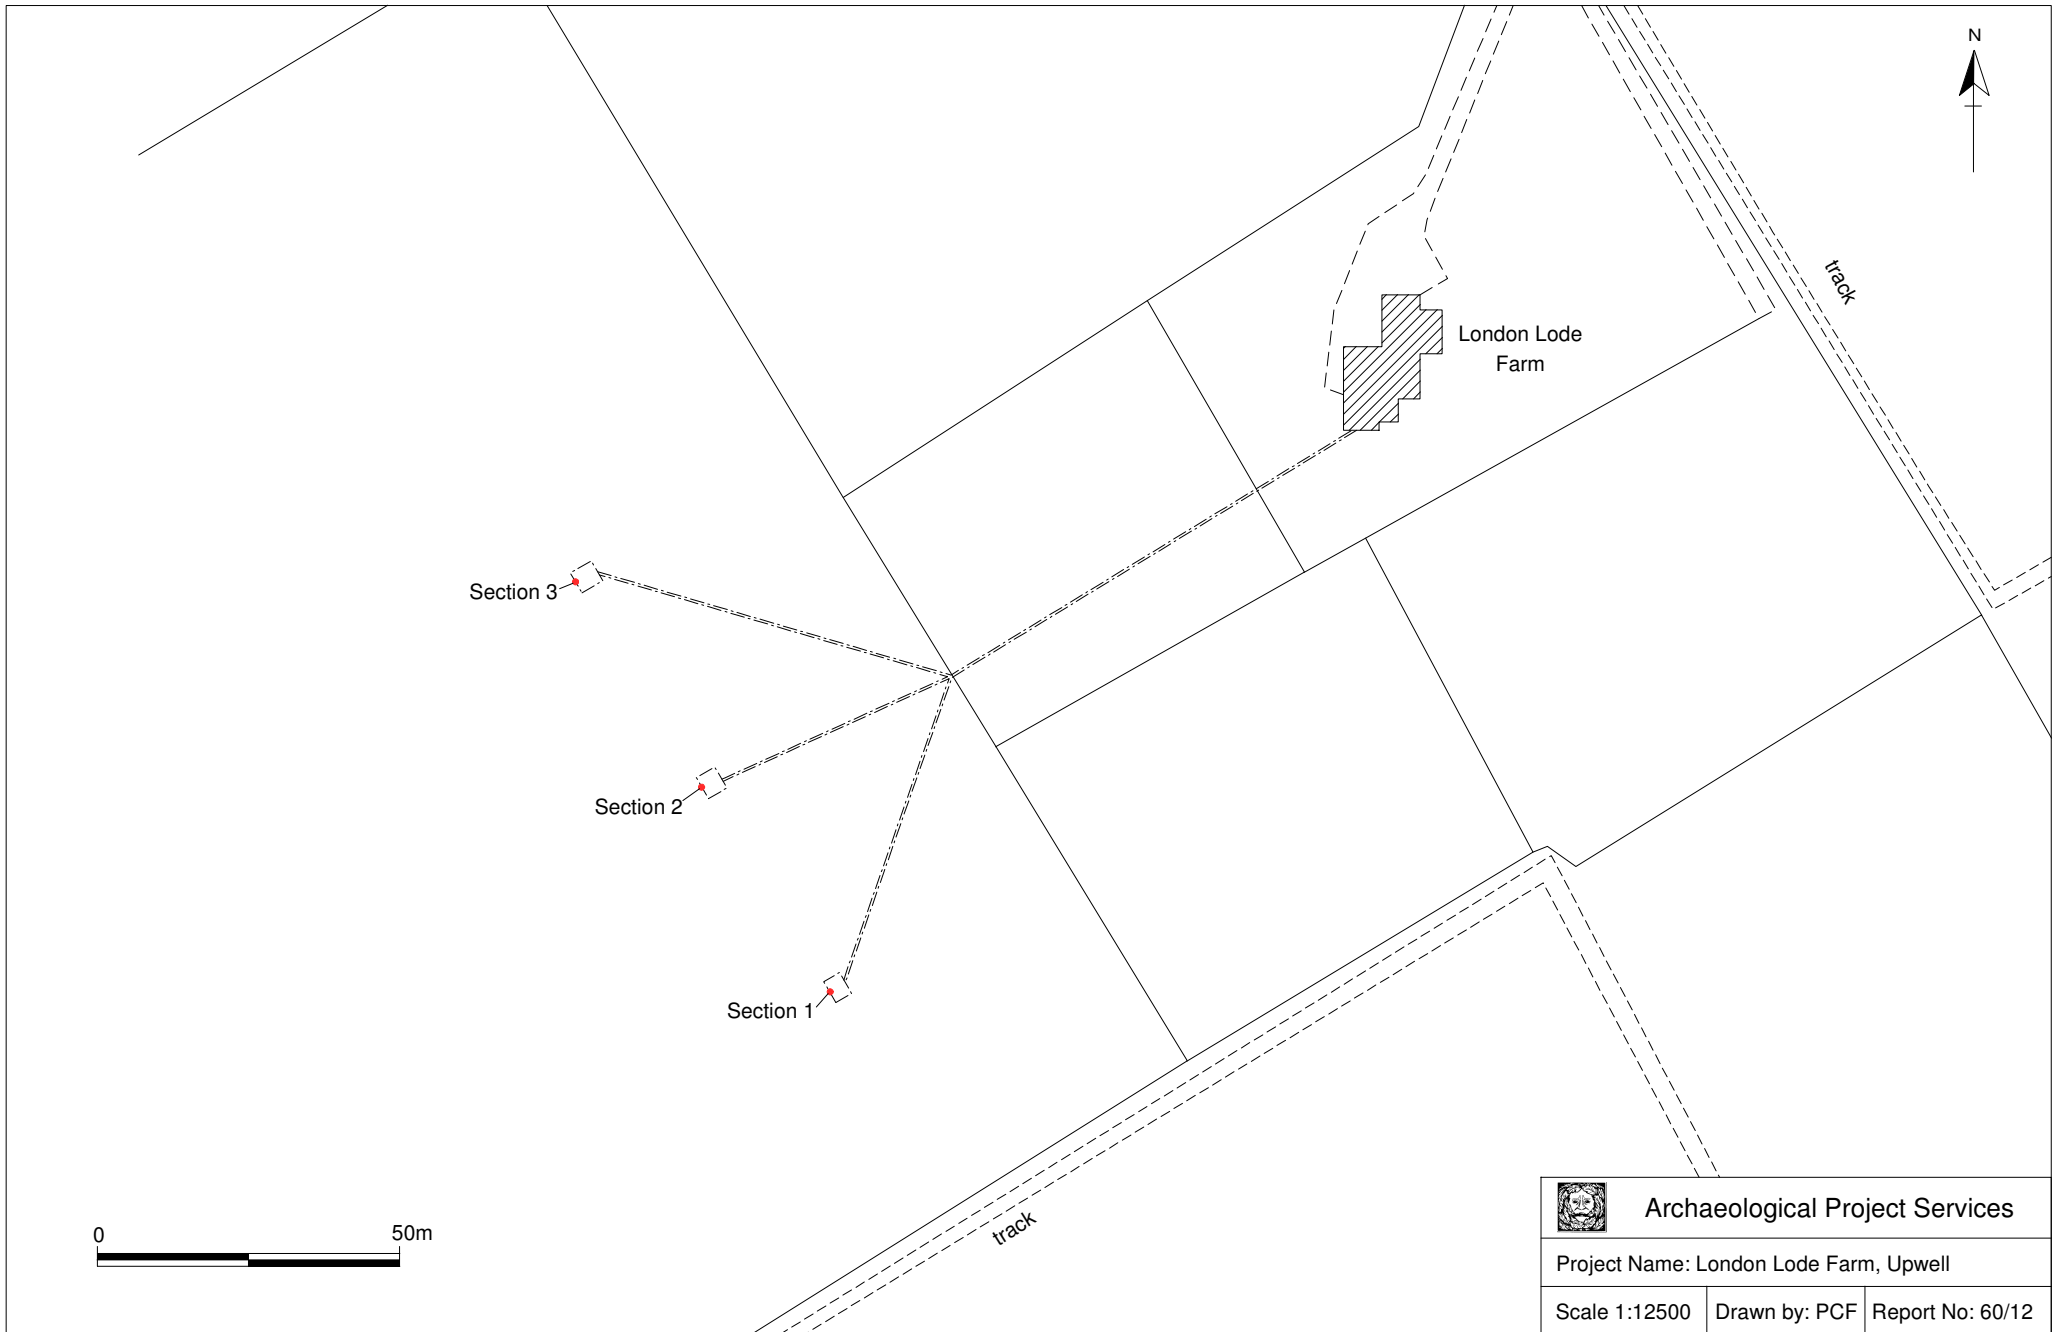 N
track
London Lode
Farm
Section 3
Section 2
Section 1
track
0
50m
Archaeological Project Services
Project Name: London Lode Farm, Upwell
Scale 1:12500
Drawn by: PCF
Report No: 60/12